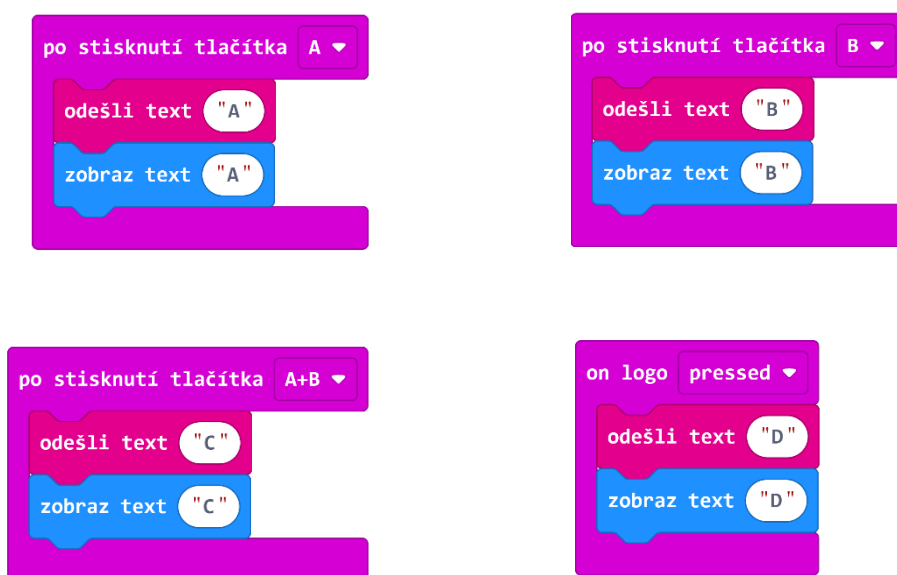 po stisknutí tlačítka A
odešli text "A"
zobraz text "A"
po stisknutí tlačítka B
odešli text "B"
zobraz text "B"
po stisknutí tlačítka A+B
odešli text "C"
zobraz text "C"
on logo pressed
odešli text "D"
zobraz text "D"